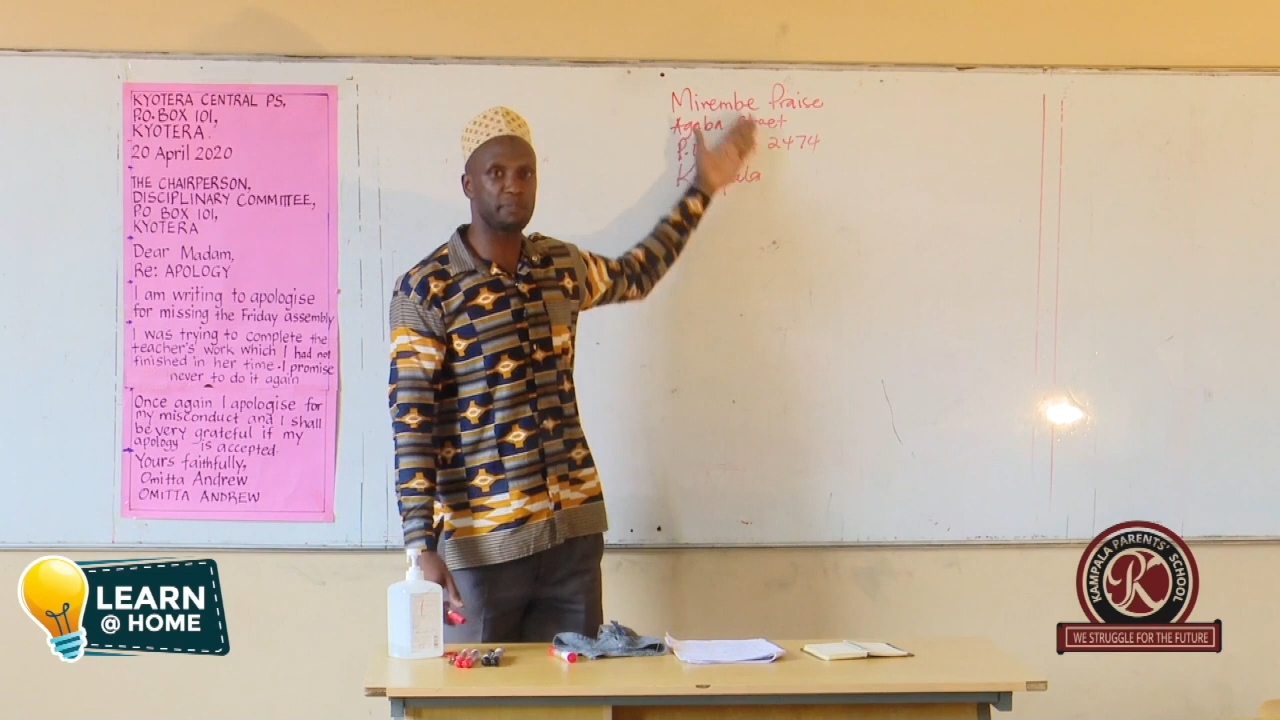 KYOTERA CENTRAL PS,
P.O. BOX 101,
KYOTERA.
20 April 2020
THE CHAIRPERSON.
DISCIPLINARY COMMITTEE,
P.O BOX 101,
KYOTERA
Dear Madam,
Re: APOLOGY
I am writing to apologise
for missing the Friday assembly
I was trying to complete the
teacher's work which I had not
finished in her time. I promise
never to do it again
Once again I apologise for
my misconduct and I shall
be very grateful if my
apology is accepted.
Yours faithfully,
Omitta Andrew
OMITTA ANDREW
Mirembe Praise
2474
LEARN
@ HOME
KAMPALA PARENTS' SCHOOL
K
WE STRUGGLE FOR THE FUTURE